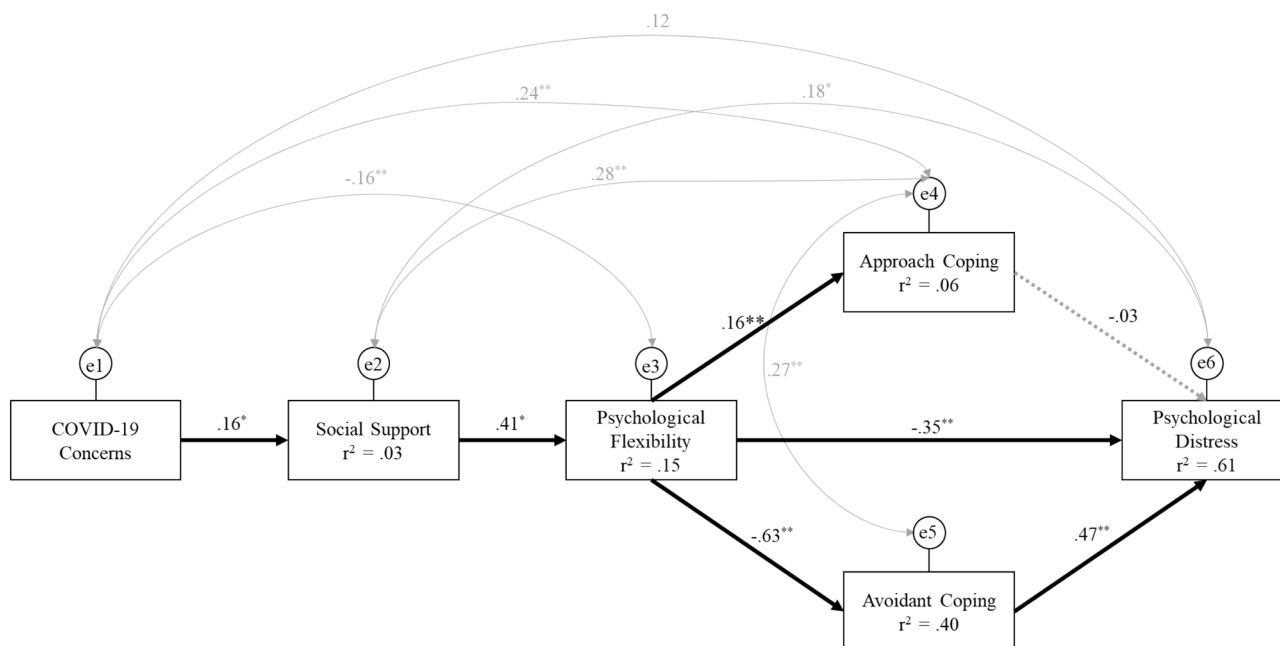 .12
.24**
.18*
-.16**
.28**
e4
Approach Coping
r² = .06
.16**
-.03
.27**
e1
e2
e3
e6
COVID-19
Concerns
.16*
Social Support
r² = .03
.41*
Psychological
Flexibility
r² = .15
-.35**
Psychological
Distress
r² = .61
-.63**
e5
.47**
Avoidant Coping
r² = .40